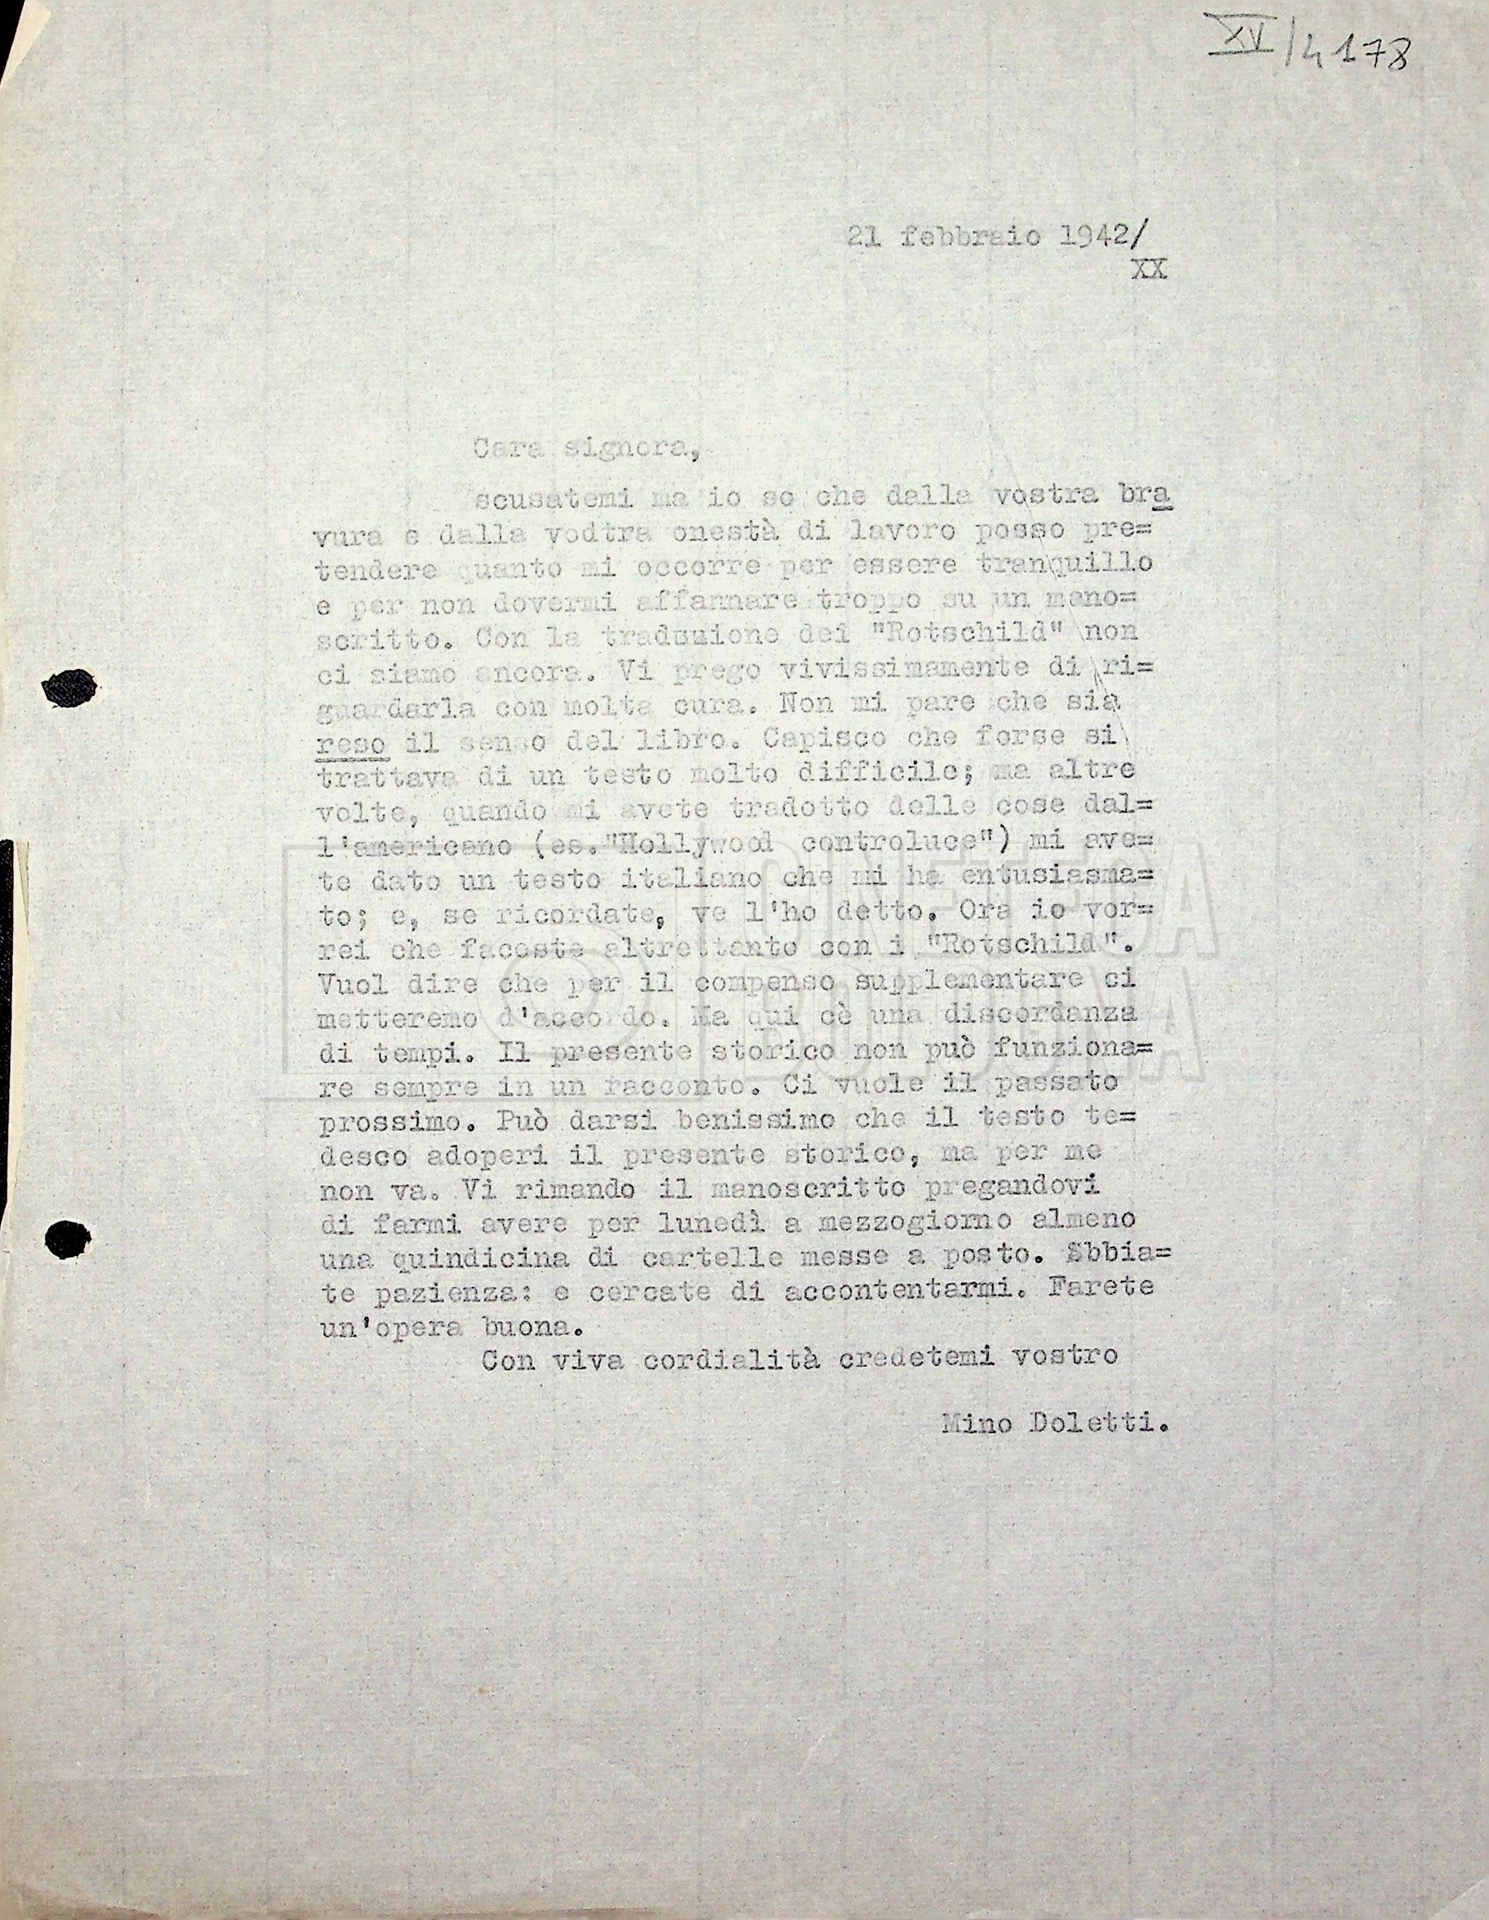 XV/4178
21 febbraio 1942/
XX
Cara signora,
scusatemi ma io so che dalla vostra bra
vura e dalla vodtra onestà di lavoro posso pre=
tendere quanto mi occorre per essere tranquillo
e per non dovermi affannare troppo su un mano=
scritto. Con la traduzione dei "Rotschild" non
ci siamo ancora. Vi prego vivissimamente di ri=
guardarla con molta cura. Non mi pare che sia
reso il senso del libro. Capisco che forse si
trattava di un testo molto difficile; ma altre
volte, quando mi avete tradotto delle cose dal=
l'americano (es."Hollywood controluce") mi ave=
te dato un testo italiano che mi ha entusiasma=
to; e, se ricordate, ve l'ho detto. Ora io vor=
rei che faceste altrettanto con i "Rotschild".
Vuol dire che per il compenso supplementare ci
metteremo d'accordo. Ma qui cè una discordanza
di tempi. Il presente storico non può funziona=
re sempre in un racconto. Ci vuole il passato
prossimo. Può darsi benissimo che il testo te=
desco adoperi il presente storico, ma per me
non va. Vi rimando il manoscritto pregandovi
di farmi avere per lunedì a mezzogiorno almeno
una quindicina di cartelle messe a posto. Abbia=
te pazienza: e cercate di accontentarmi. Farete
un'opera buona.
Con viva cordialità credetemi vostro
Mino Doletti.
CINETECA
BOLOGNA